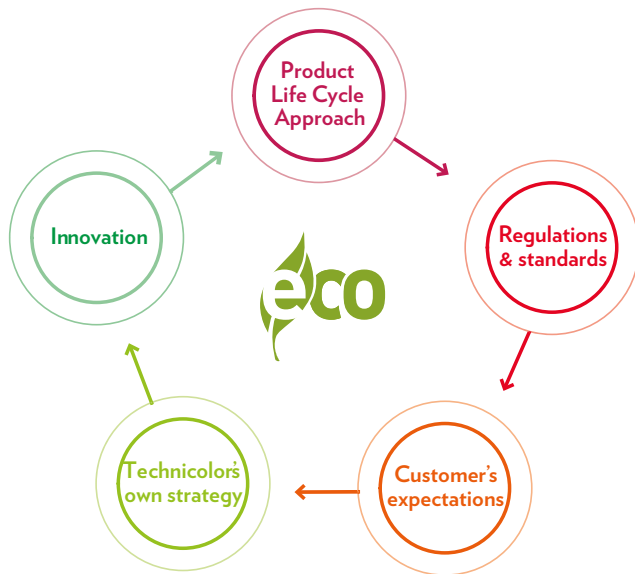 Product
Life Cycle
Approach
Regulations
& standards
Customer's
expectations
Technicolor's
own strategy
Innovation
eco